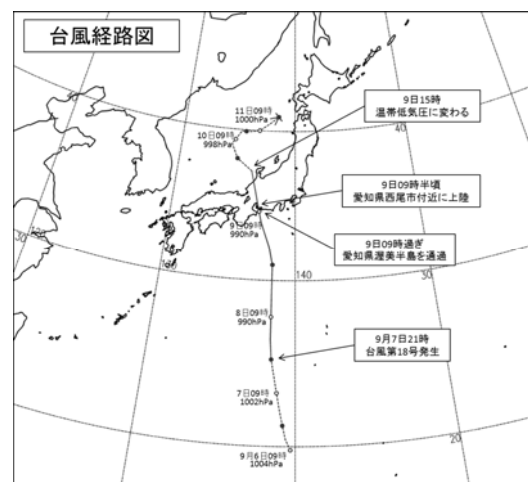 台風経路図
11日09時
1000hPa
10日09時
998hPa
9日15時
温帯低気圧に変わる
40
9日09時半頃
愛知県西尾市付近に上陸
9日09時
990hPa
9日09時過ぎ
愛知県渥美半島を通過
30
140
30
8日09時
990hPa
9月7日21時
台風第18号発生
7日09時
1002hPa
20
9月6日09時
1004hPa